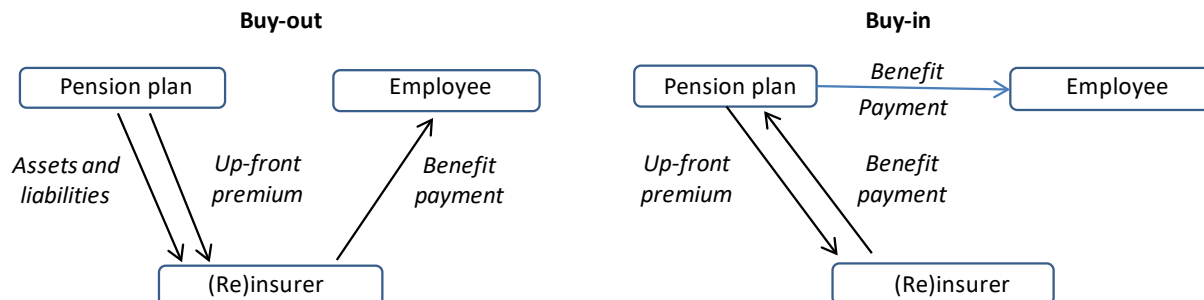 Buy-out
Pension plan
Employee
Assets and
liabilities
Up-front
premium
Benefit
payment
(Re)insurer
Buy-in
Pension plan
Benefit
Payment
Employee
Up-front
premium
Benefit
payment
(Re)insurer